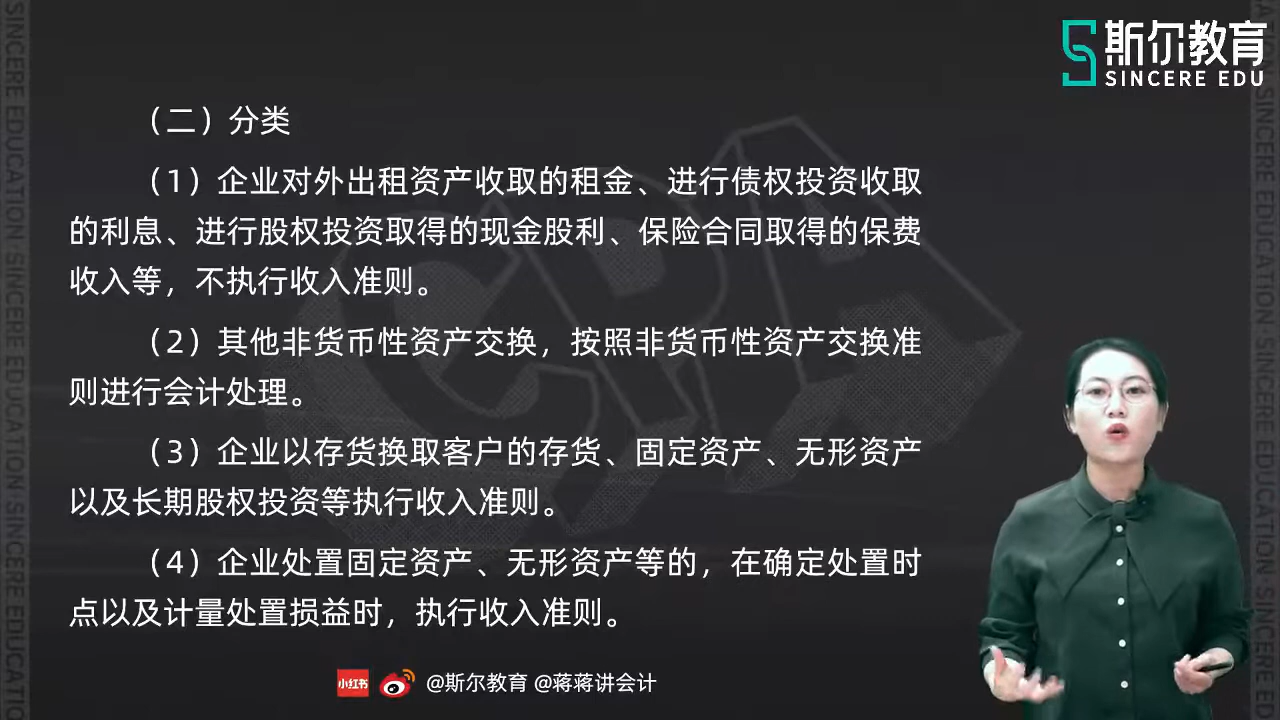 斯尔教育
SINCERE EDU
（二）分类
（1）企业对外出租资产收取的租金、进行债权投资收取
的利息、进行股权投资取得的现金股利、保险合同取得的保费
收入等，不执行收入准则。
（2）其他非货币性资产交换，按照非货币性资产交换准
则进行会计处理。
（3）企业以存货换取客户的存货、固定资产、无形资产
以及长期股权投资等执行收入准则。
（4）企业处置固定资产、无形资产等的，在确定处置时
点以及计量处置损益时，执行收入准则。
小红书 @斯尔教育 @蒋蒋讲会计
SINCERE EDUCATION SINCERE EDUCATION
CPA